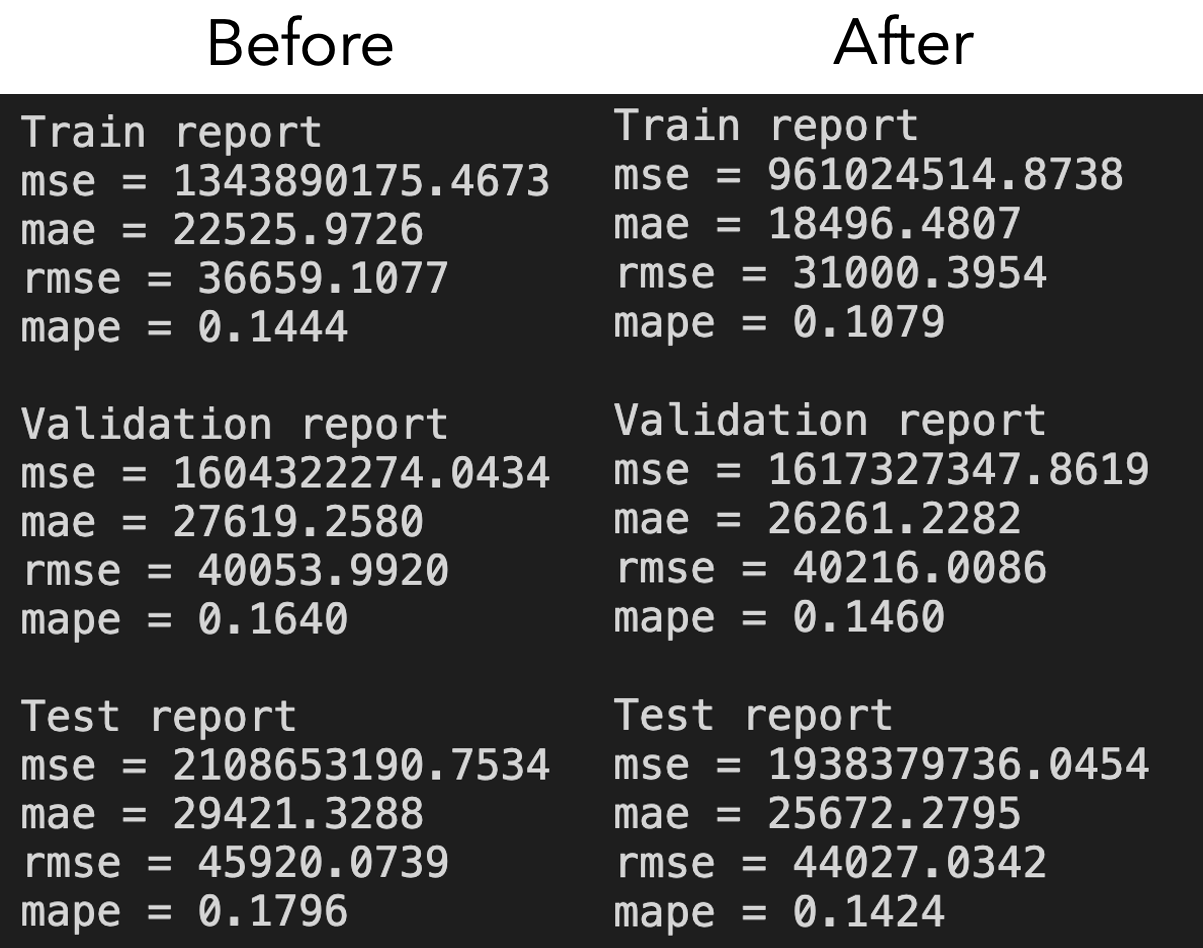 Before
Train report
mse = 1343890175.4673
mae = 22525.9726
rmse = 36659.1077
mape = 0.1444
Validation report
mse = 1604322274.0434
mae = 27619.2580
rmse = 40053.9920
mape = 0.1640
Test report
mse = 2108653190.7534
mae = 29421.3288
rmse = 45920.0739
mape = 0.1796
After
Train report
mse = 961024514.8738
mae = 18496.4807
rmse = 31000.3954
mape = 0.1079
Validation report
mse = 1617327347.8619
mae = 26261.2282
rmse = 40216.0086
mape = 0.1460
Test report
mse = 1938379736.0454
mae = 25672.2795
rmse = 44027.0342
mape = 0.1424